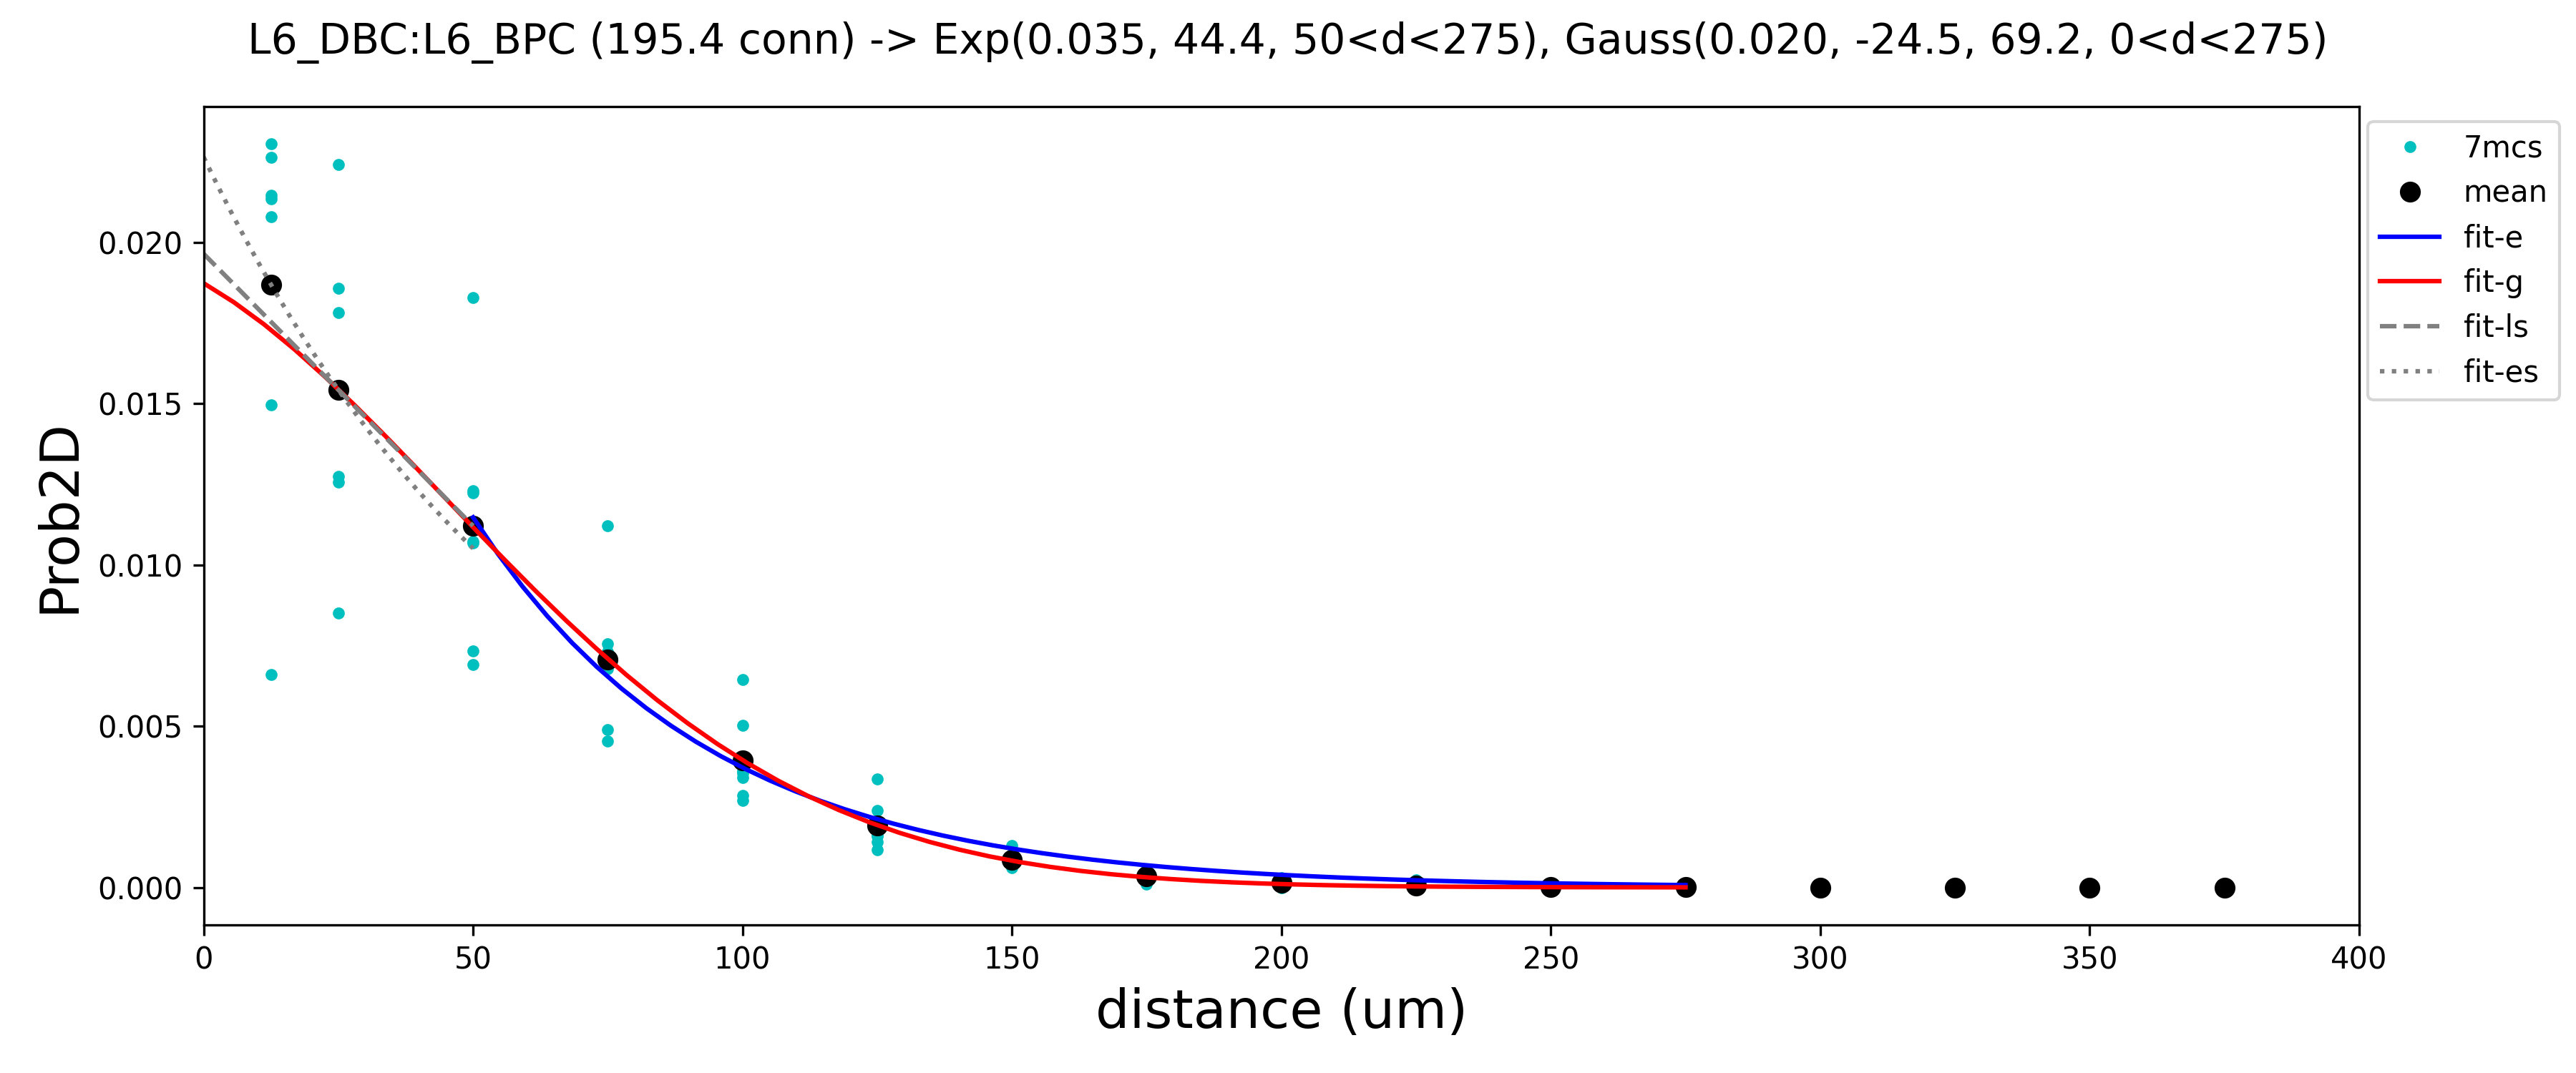 L6_DBC:L6_BPC (195.4 conn) -> Exp(0.035, 44.4, 50<d<275), Gauss(0.020, -24.5, 69.2, 0<d<275)
7mcs
mean
fit-e
fit-g
fit-ls
fit-es
Prob2D
0.020
0.015
0.010
0.005
0.000
0 50 100 150 200 250 300 350 400
distance (um)